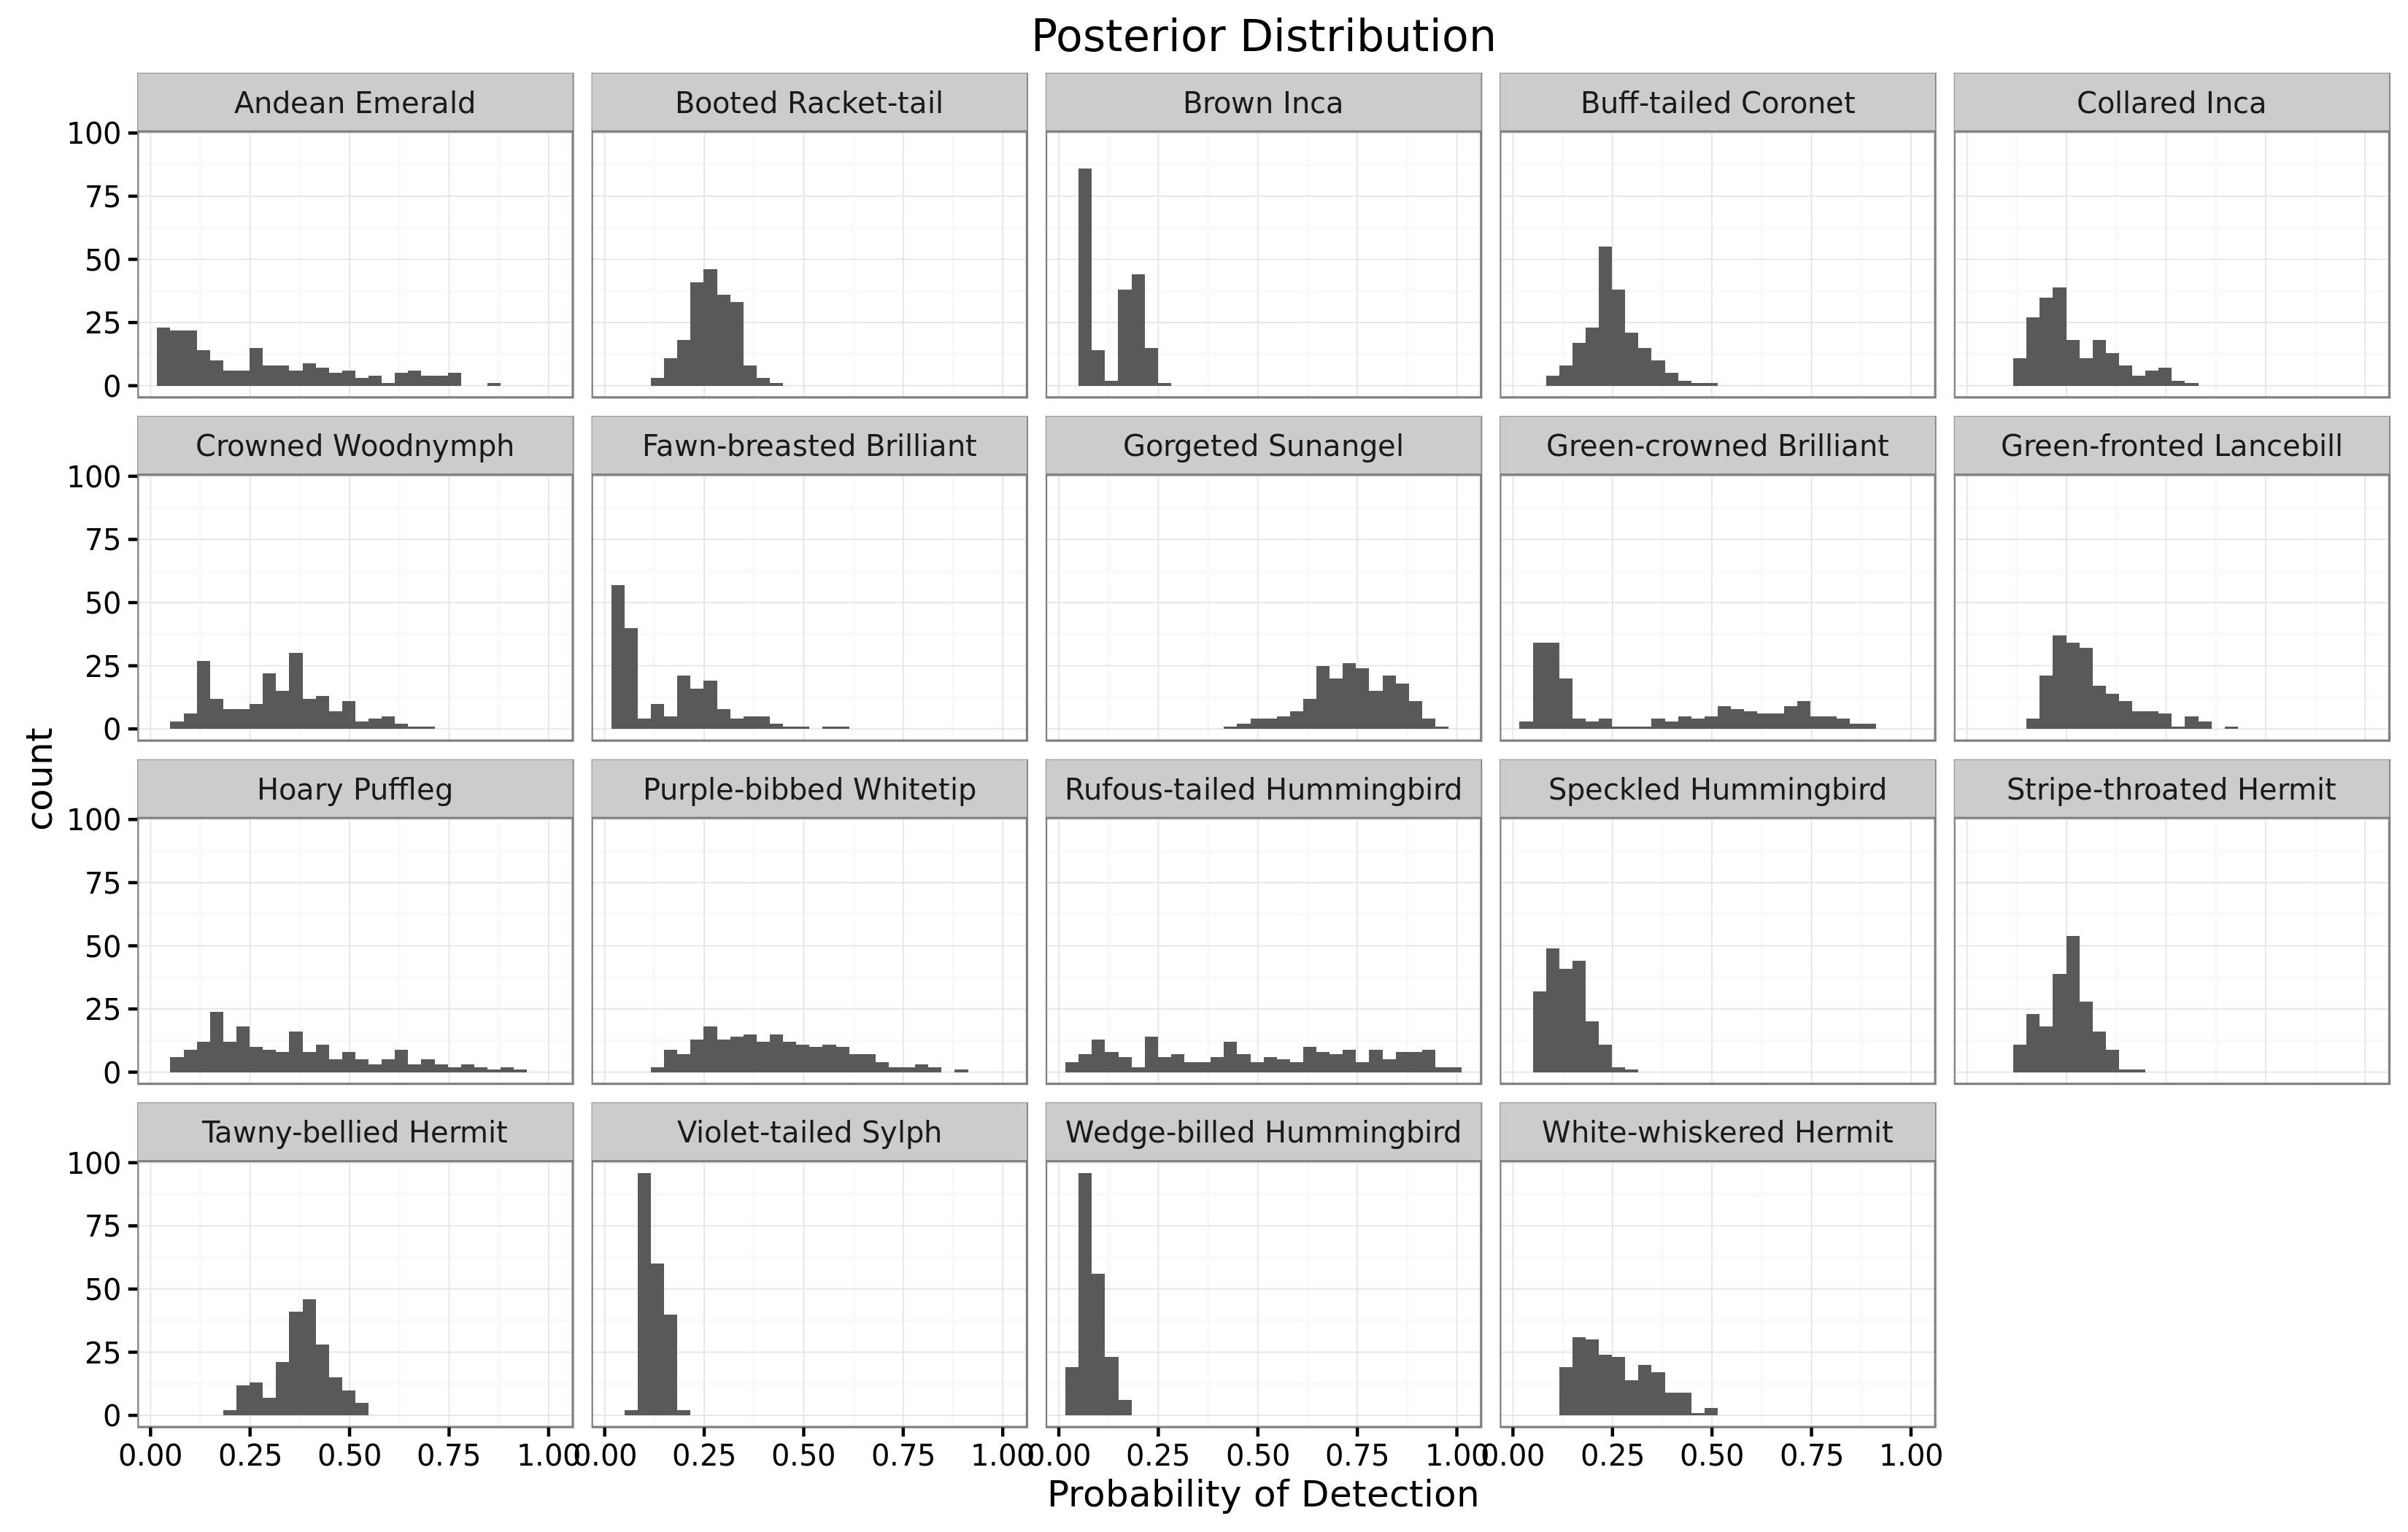 Posterior Distribution
Andean Emerald
Booted Racket-tail
Brown Inca
Buff-tailed Coronet
Collared Inca
100
75
50
25
0
Crowned Woodnymph
Fawn-breasted Brilliant
Gorgeted Sunangel
Green-crowned Brilliant
Green-fronted Lancebill
100
75
50
25
0
count
Hoary Puffleg
Purple-bibbed Whitetip
Rufous-tailed Hummingbird
Speckled Hummingbird
Stripe-throated Hermit
100
75
50
25
0
Tawny-bellied Hermit
Violet-tailed Sylph
Wedge-billed Hummingbird
White-whiskered Hermit
100
75
50
25
0
0.00 0.25 0.50 0.75 1.00
0.00 0.25 0.50 0.75 1.00
0.00 0.25 0.50 0.75 1.00
0.00 0.25 0.50 0.75 1.00
Probability of Detection